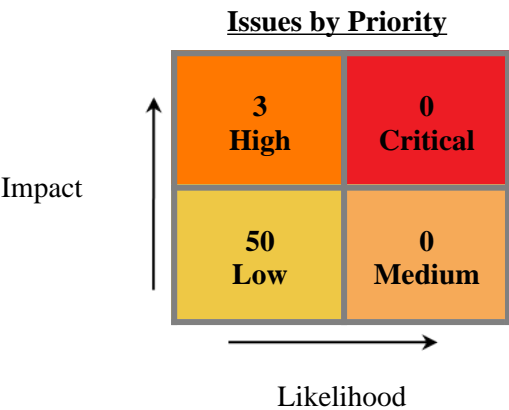 Issues by Priority
3
High
0
Critical
Impact
50
Low
0
Medium
Likelihood